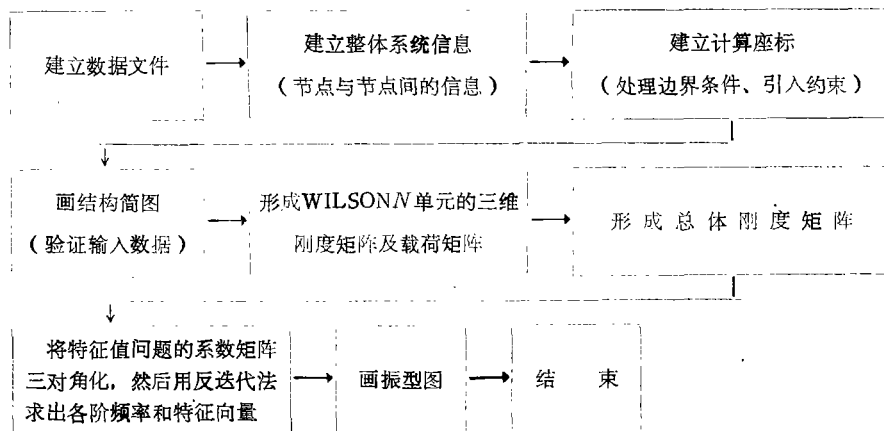 建立数据文件
建立整体系统信息
（节点与节点间的信息）
建立计算座标
（处理边界条件、引入约束）
画结构简图
（验证输入数据）
形成WILSONN单元的三维
刚度矩阵及载荷矩阵
形成总体刚度矩阵
将特征值问题的系数矩阵
三对角化，然后用反迭代法
求出各阶频率和特征向量
画振型图
结束